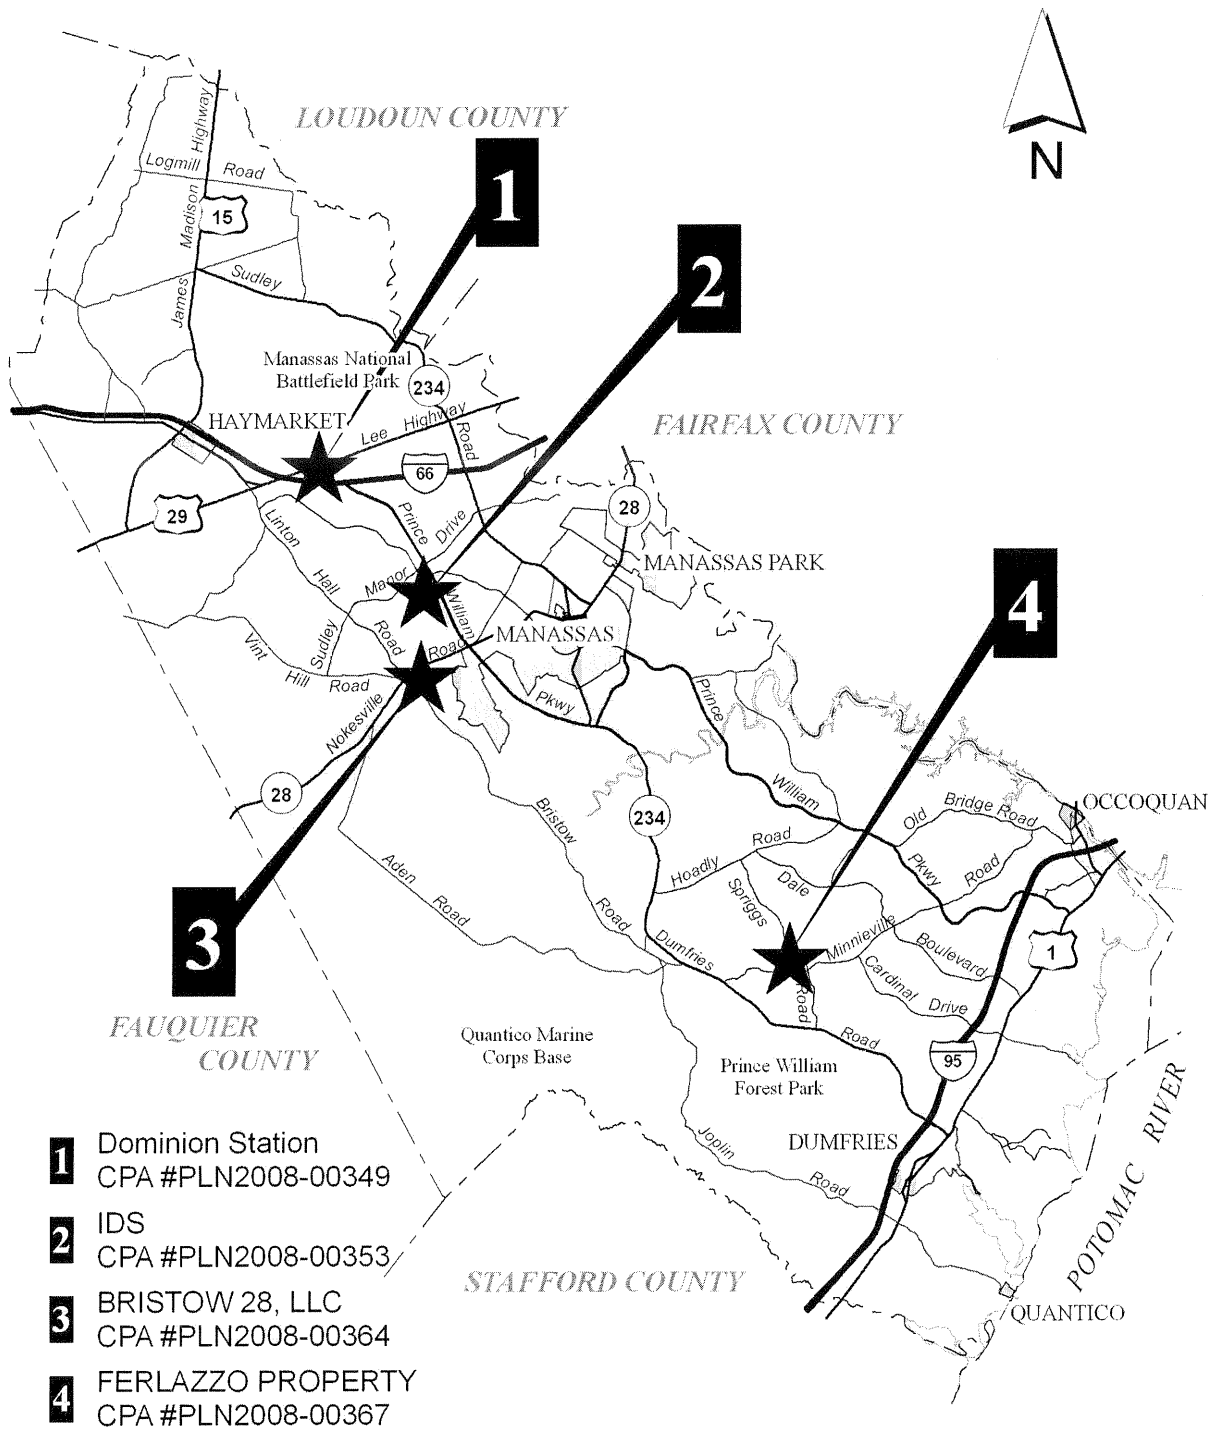 LOUDOUN COUNTY
N
1
Logmill Road
James Madison Highway
15
2
Sudley
Manassas National
Battlefield Park
234
HAYMARKET
Lee Highway
Road
FAIRFAX COUNTY
66
29
28
Prince
Drive
Linton
Hall
Road
Manor
Sudley
William
MANASSAS PARK
4
MANASSAS
Road
Vint
Hill
Road
Pkwy
Nokesville
28
Prince
William
Pkwy
234
Bristow
Road
Old Bridge Road
OCCOQUAN
Hoadly Road
Dale
Spriggs
Road
Road
Aden
Road
Minnieville
Boulevard
Cardinal Drive
1
Dumfries
Road
3
FAUQUIER
COUNTY
Quantico Marine
Corps Base
Prince William
Forest Park
95
DUMFRIES
Joplin
Road
POTOMAC RIVER
STAFFORD COUNTY
QUANTICO
1 Dominion Station
CPA #PLN2008-00349
2 IDS
CPA #PLN2008-00353
3 BRISTOW 28, LLC
CPA #PLN2008-00364
4 FERLAZZO PROPERTY
CPA #PLN2008-00367